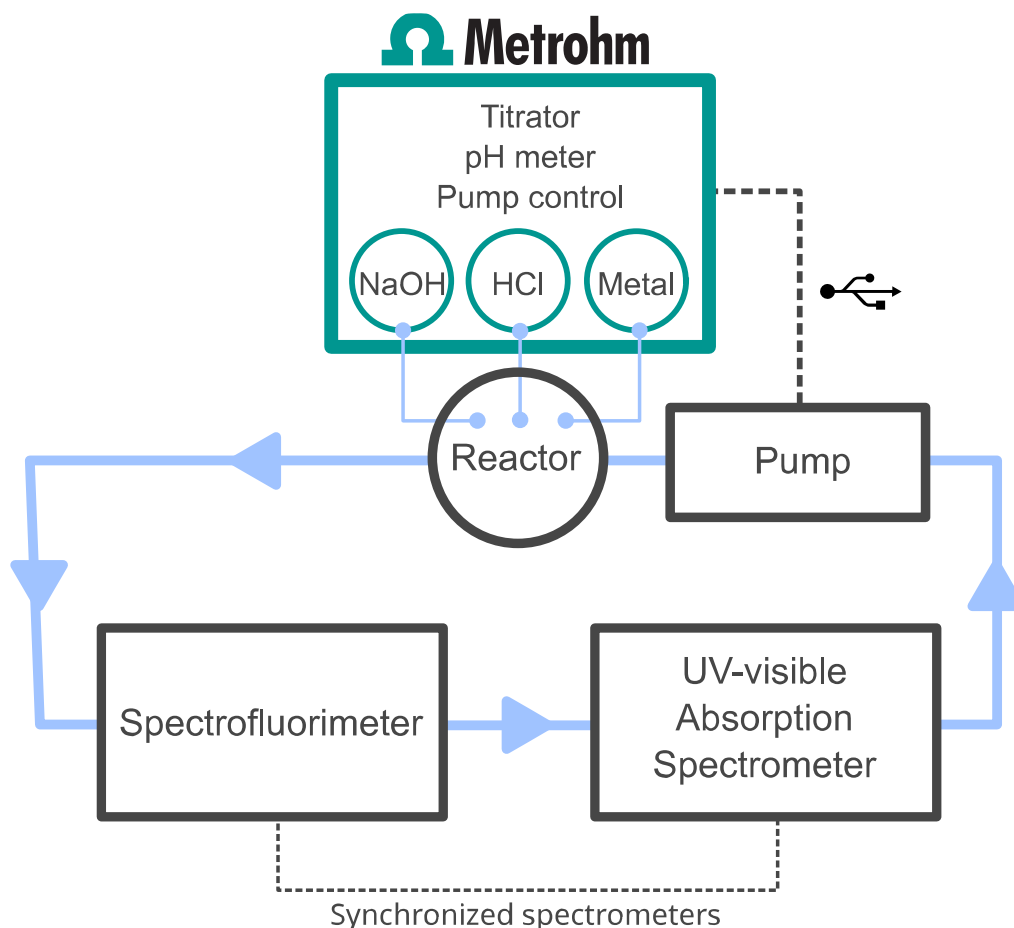 Metrohm
Titrator
pH meter
Pump control
NaOH
HCl
Metal
Reactor
Pump
Spectrofluorimeter
UV-visible
Absorption
Spectrometer
Synchronized spectrometers